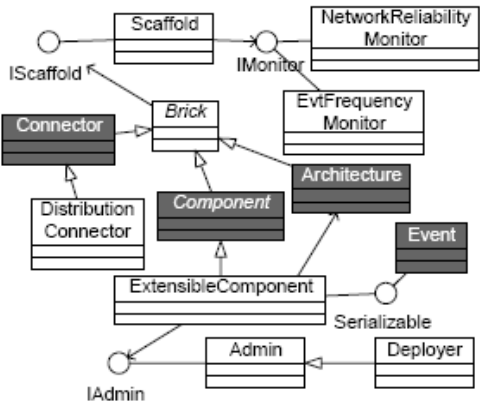 Scaffold
NetworkReliability
Monitor
IScaffold
IMonitor
EvtFrequency
Monitor
Brick
Connector
Architecture
Component
Distribution
Connector
Event
ExtensibleComponent
Serializable
Admin
Deployer
IAdmin